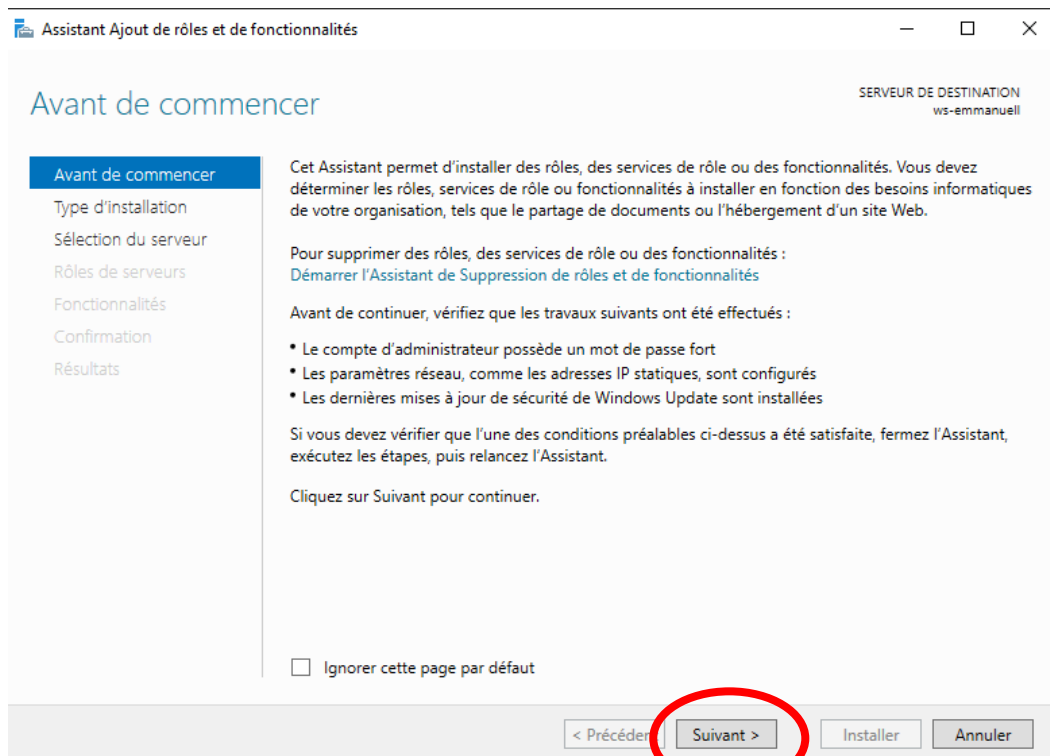 Assistant Ajout de rôles et de fonctionnalités
Avant de commencer
SERVEUR DE DESTINATION
ws-emmanuell
Avant de commencer
Type d'installation
Sélection du serveur
Rôles de serveurs
Fonctionnalités
Confirmation
Résultats
Cet Assistant permet d'installer des rôles, des services de rôle ou des fonctionnalités. Vous devez
déterminer les rôles, services de rôle ou fonctionnalités à installer en fonction des besoins informatiques
de votre organisation, tels que le partage de documents ou l'hébergement d'un site Web.
Pour supprimer des rôles, des services de rôle ou des fonctionnalités :
Démarrer l'Assistant de Suppression de rôles et de fonctionnalités
Avant de continuer, vérifiez que les travaux suivants ont été effectués :
• Le compte d'administrateur possède un mot de passe fort
• Les paramètres réseau, comme les adresses IP statiques, sont configurés
• Les dernières mises à jour de sécurité de Windows Update sont installées
Si vous devez vérifier que l'une des conditions préalables ci-dessus a été satisfaite, fermez l'Assistant,
exécutez les étapes, puis relancez l'Assistant.
Cliquez sur Suivant pour continuer.
Ignorer cette page par défaut
< Précéden
Suivant >
Installer
Annuler